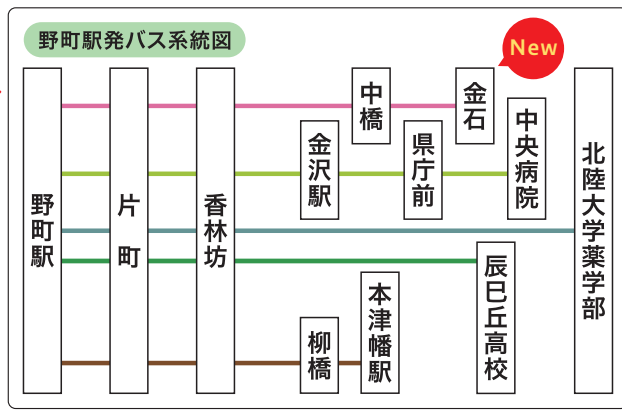 野町駅発バス系統図
New
野町駅
片町
香林坊
中橋
金石
金沢駅
県庁前
中央病院
北陸大学薬学部
辰巳丘高校
本津幡駅
柳橋